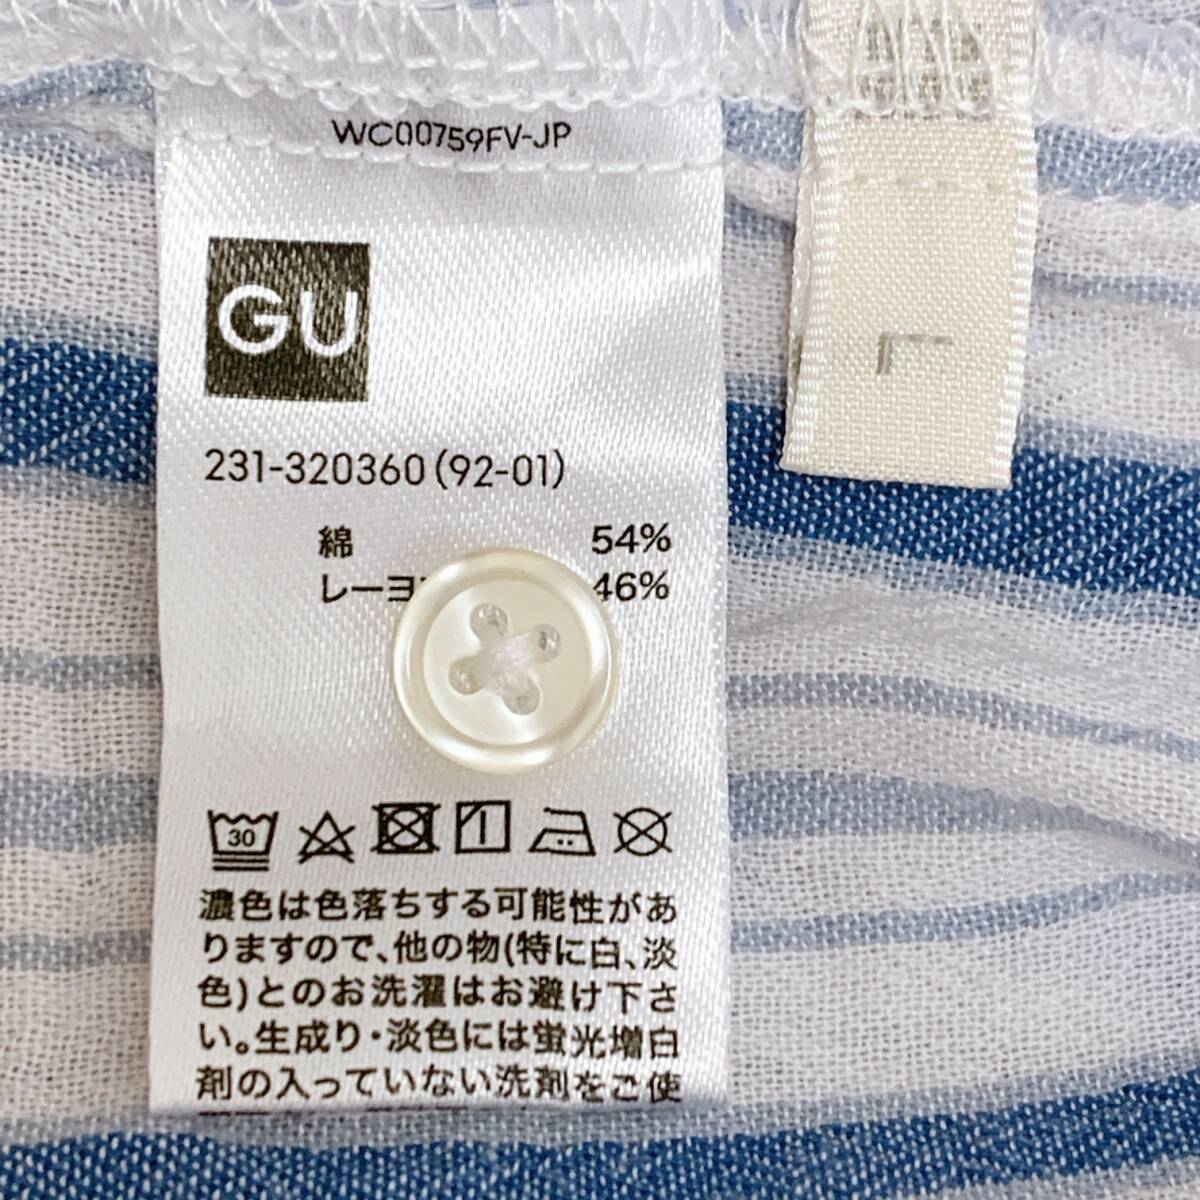 WC00759FV-JP
GU
231-320360(92-01)
綿 54%
レーヨ 46%
30
濃色は色落ちする可能性があ
りますので、他の物(特に白、淡
色)とのお洗濯はお避け下さ
い。生成り・淡色には蛍光増白
剤の入っていない洗剤をご使
L